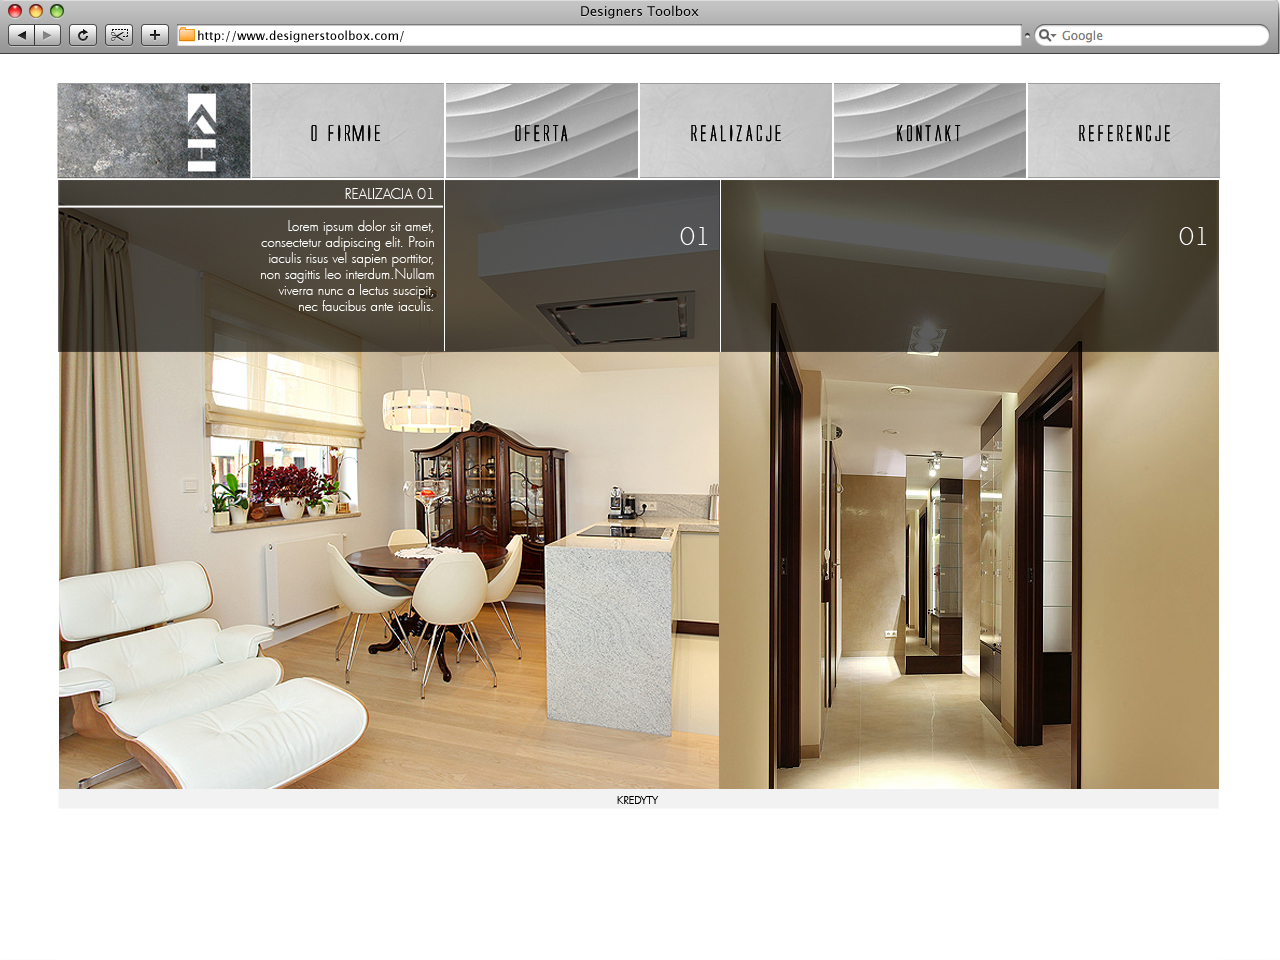 Designers Toolbox
http://www.designerstoolbox.com/
Google
O FIRMIE
OFERTA
REALIZACJE
KONTAKT
REFERENCJE
REALIZACJA 01
Lorem ipsum dolor sit amet,
consectetur adipiscing elit. Proin
iaculis risus vel sapien porttitor,
non sagittis leo interdum.Nullam
viverra nunc a lectus suscipit,
nec faucibus ante iaculis.
01
01
KREDYTY